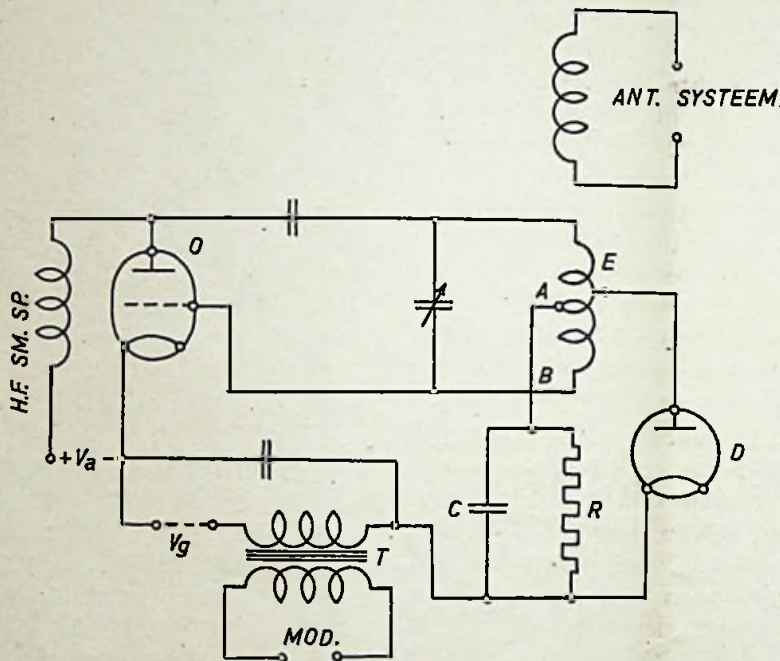 ANT. SYSTEEM.
O
E
A
H.F. SM. SP.
B
D
+Va
C
R
Vg
T
MOD.